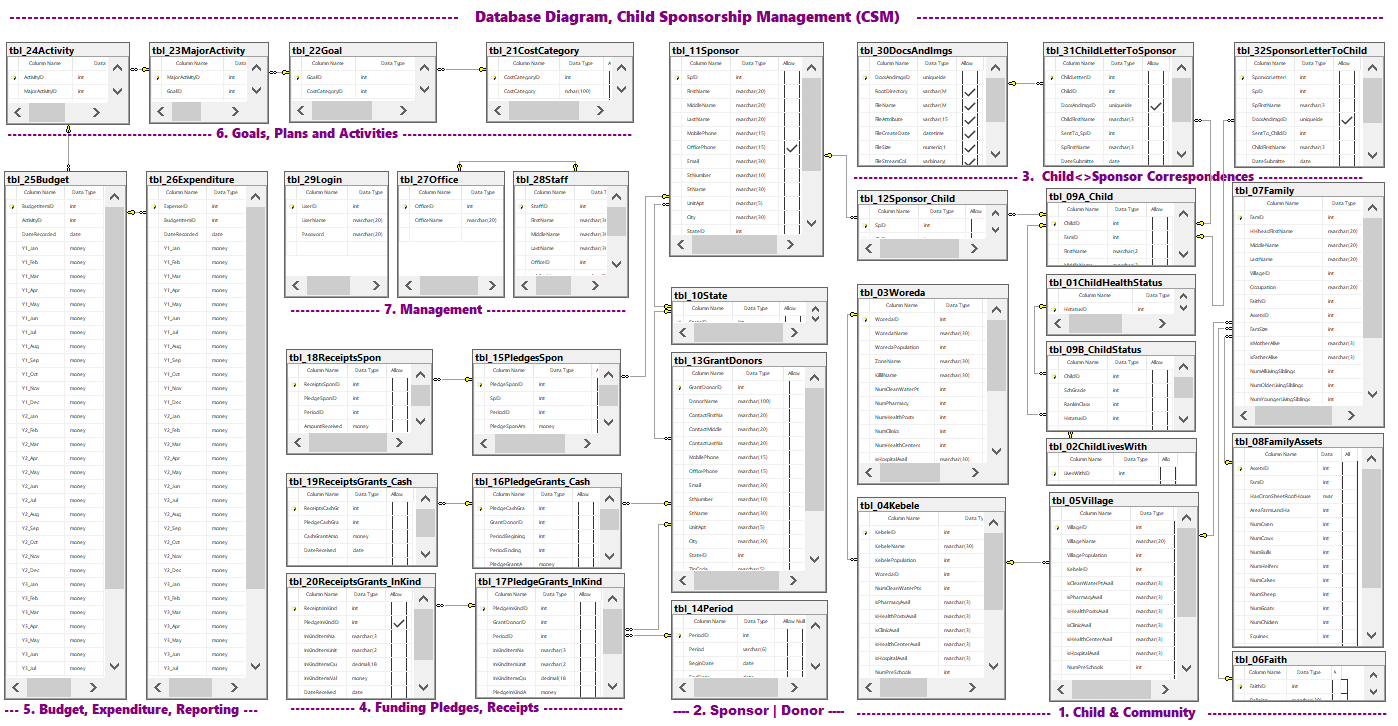 Database Diagram, Child Sponsorship Management (CSM)
tbl_24Activity
Data
ActivityID int
MajorActivityID int
tbl_23MajorActivity
Column Name Data Type
MajorActivityID int
GoalID int
tbl_22Goal
Column Name Data Type
GoalID int
CostCategoryID int
tbl_21CostCategory
Column Name Data Type
CostCategoryID int
CostCategory nchar(100)
6. Goals, Plans and Activities
tbl_25Budget
Column Name Data Type
BudgetItemID int
ActivityID int
DateRecorded date
Y1_Jan money
Y1_Feb money
Y1_Mar money
Y1_Apr money
Y1_May money
Y1_Jun money
Y1_Jul money
Y1_Aug money
Y1_Sep money
Y1_Oct money
Y1_Nov money
Y1_Dec money
Y2_Jan money
Y2_Feb money
Y2_Mar money
Y2_Apr money
Y2_May money
Y2_Jun money
Y2_Jul money
Y2_Aug money
Y2_Sep money
Y2_Oct money
Y2_Nov money
Y2_Dec money
Y3_Jan money
Y3_Feb money
Y3_Mar money
Y3_Apr money
Y3_May money
Y3_Jun money
Y3_Jul money
tbl_26Expenditure
Column Name Data Type
ExpenseID int
BudgetItemID int
DateRecorded date
Y1_Jan money
Y1_Feb money
Y1_Mar money
Y1_Apr money
Y1_May money
Y1_Jun money
Y1_Jul money
Y1_Aug money
Y1_Sep money
Y1_Oct money
Y1_Nov money
Y1_Dec money
Y2_Jan money
Y2_Feb money
Y2_Mar money
Y2_Apr money
Y2_May money
Y2_Jun money
Y2_Jul money
Y2_Aug money
Y2_Sep money
Y2_Oct money
Y2_Nov money
Y2_Dec money
Y3_Jan money
Y3_Feb money
Y3_Mar money
Y3_Apr money
Y3_May money
Y3_Jun money
Y3_Jul money
5. Budget, Expenditure, Reporting
tbl_29Login
Column Name Data Type
UserID int
UserName nvarchar(20)
Password nvarchar(20)
tbl_27Office
Column Name Data Type
OfficeID int
OfficeName nvarchar(20)
tbl_28Staff
Column Name Data T
StaffID int
FirstName
MiddleName
LastName
OfficeID int
7. Management
tbl_18ReceiptsSpon
Column Name Data Type Allow
ReceiptsSponID int
PledgeSponID int
PeriodID int
AmountReceived money
tbl_15PledgesSpon
Column Name Data Type
PledgeSponID int
SpID int
PeriodID int
PledgeSponAm money
tbl_19ReceiptsGrants_Cash
Column Name Data Type Allow
ReceiptsCashGr int
PledgeCashGra int
CashGrantAmo money
DateReceived date
tbl_16PledgeGrants_Cash
Column Name Data Type Allow
PledgeCashGra int
GrantDonorID int
PeriodBegining int
PeriodEnding int
PledgedAmount money
tbl_20ReceiptsGrants_InKind
Column Name Data Type Allow
ReceiptInKind int
PledgeInKindID int
InKindItemNa nvarchar(3
InKindItemUnit nvarchar(2
InKindItemQu decimal(18
InKindItemVal money
DateReceived date
tbl_17PledgeGrants_InKind
Column Name Data Type Allow
PledgeInKindID int
GrantDonorID int
PeriodID int
InKindItemNa nvarchar(3
InKindItemUnit nvarchar(2
InKindItemQu decimal(18
PledgeInKindA money
4. Funding Pledges, Receipts
tbl_11Sponsor
Column Name Data Type Allow
SpID int
FirstName nvarchar(20)
MiddleName nvarchar(20)
LastName nvarchar(20)
MobilePhone nvarchar(15)
OfficePhone nvarchar(15)
Email nvarchar(30)
StNumber nvarchar(10)
StName nvarchar(30)
UnitApt nvarchar(5)
City nvarchar(30)
StateID int
tbl_10State
Column Name Data Type Allow
tbl_13GrantDonors
Column Name Data Type Allow
GrantDonorID int
DonorName nvarchar(100)
ContactFirstNa nvarchar(20)
ContactMiddle nvarchar(20)
ContactLastNa nvarchar(20)
MobilePhone nvarchar(15)
OfficePhone nvarchar(15)
Email nvarchar(30)
StNumber nvarchar(10)
StName nvarchar(30)
UnitApt nvarchar(5)
City nvarchar(30)
StateID int
ZipCode nvarchar(5)
tbl_14Period
Column Name Data Type Allow Null
PeriodID int
Period varchar(6)
BeginDate date
2. Sponsor | Donor
tbl_30DocsAndImgs
Column Name Data Type Allow
DocsAndImgsID uniqueide
RootDirectory varchar(M
FileName varchar(M
FileAttribute varchar(15
FileCreateDate datetime
FileSize numeric(1
FileStreamCol varbinary(
tbl_31ChildLetterToSponsor
Column Name Data Type Allow
ChildLetterID int
ChildID int
DocsAndImgsID uniqueide
ChildFirstName nvarchar(3
SentTo_SpID int
SpFirstName nvarchar(3
DateSubmitte date
tbl_32SponsorLetterToChild
Column Name Data Type Allow
SponsorLetterI int
SpID int
SpFirstName nvarchar(3
DocsAndImgsID uniqueide
SentTo_ChildID int
ChildFirstName nvarchar(3
DateSubmitte date
3. Child<>Sponsor Correspondences
tbl_12Sponsor_Child
Column Name Data Type Allow
SpID int
tbl_09A_Child
Column Name Data Type Allow
ChildID int
FamID int
FirstName nvarchar(2
tbl_01ChildHealthStatus
Column Name Data Type
HstatusID int
tbl_09B_ChildStatus
Column Name Data Type Allow
ChildID int
SchGrade int
RankInClass int
HstatusID int
tbl_02ChildLivesWith
Column Name Data Type Allo
LivesWithID int
tbl_03Woreda
Column Name Data Type
WoredaID int
WoredaName nvarchar(30)
WoredaPopulation int
ZoneName nvarchar(30)
KililName nvarchar(30)
NumCleanWaterPt int
NumPharmacy int
NumHealthPosts int
NumClinics int
NumHealthCenters int
isHospitalAvail nvarchar(3)
tbl_04Kebele
Column Name Data Ty
KebeleID int
KebeleName nvarchar(30)
KebelePopulation int
WoredaID int
NumCleanWaterPts int
isPharmacyAvail nvarchar(3)
isHealthPostsAvail nvarchar(3)
isClinicAvail nvarchar(3)
isHealthCenterAvail nvarchar(3)
isHospitalAvail nvarchar(3)
NumPreSchools int
tbl_05Village
Column Name Data Type
VillageID int
VillageName nvarchar(20)
VillagePopulation int
KebeleID int
isCleanWaterPtAvail nvarchar(3)
isPharmacyAvail nvarchar(3)
isHealthPostsAvail nvarchar(3)
isClinicAvail nvarchar(3)
isHealthCenterAvail nvarchar(3)
isHospitalAvail nvarchar(3)
NumPreSchools int
tbl_07Family
Column Name Data Type
FamID int
HHheadFirstName nvarchar(20)
MiddleName nvarchar(20)
LastName nvarchar(20)
VillageID int
Occupation nvarchar(20)
FaithID int
AssetsID int
FamSize int
isMotherAlive nvarchar(3)
isFatherAlive nvarchar(3)
NumAllLivingSiblings int
NumOlderLivingSiblings int
NumYoungerLivingSiblings int
tbl_08FamilyAssets
Column Name Data All
AssetsID int
FamID int
HasCronSheetRoofHouse nvar
AreaFarmLandHa int
NumOxen int
NumCows int
NumBulls int
NumHeifers int
NumCalves int
NumSheep int
NumGoats int
NumChicken int
Equines int
tbl_06Faith
Column Name Data Type A
FaithID int
1. Child & Community